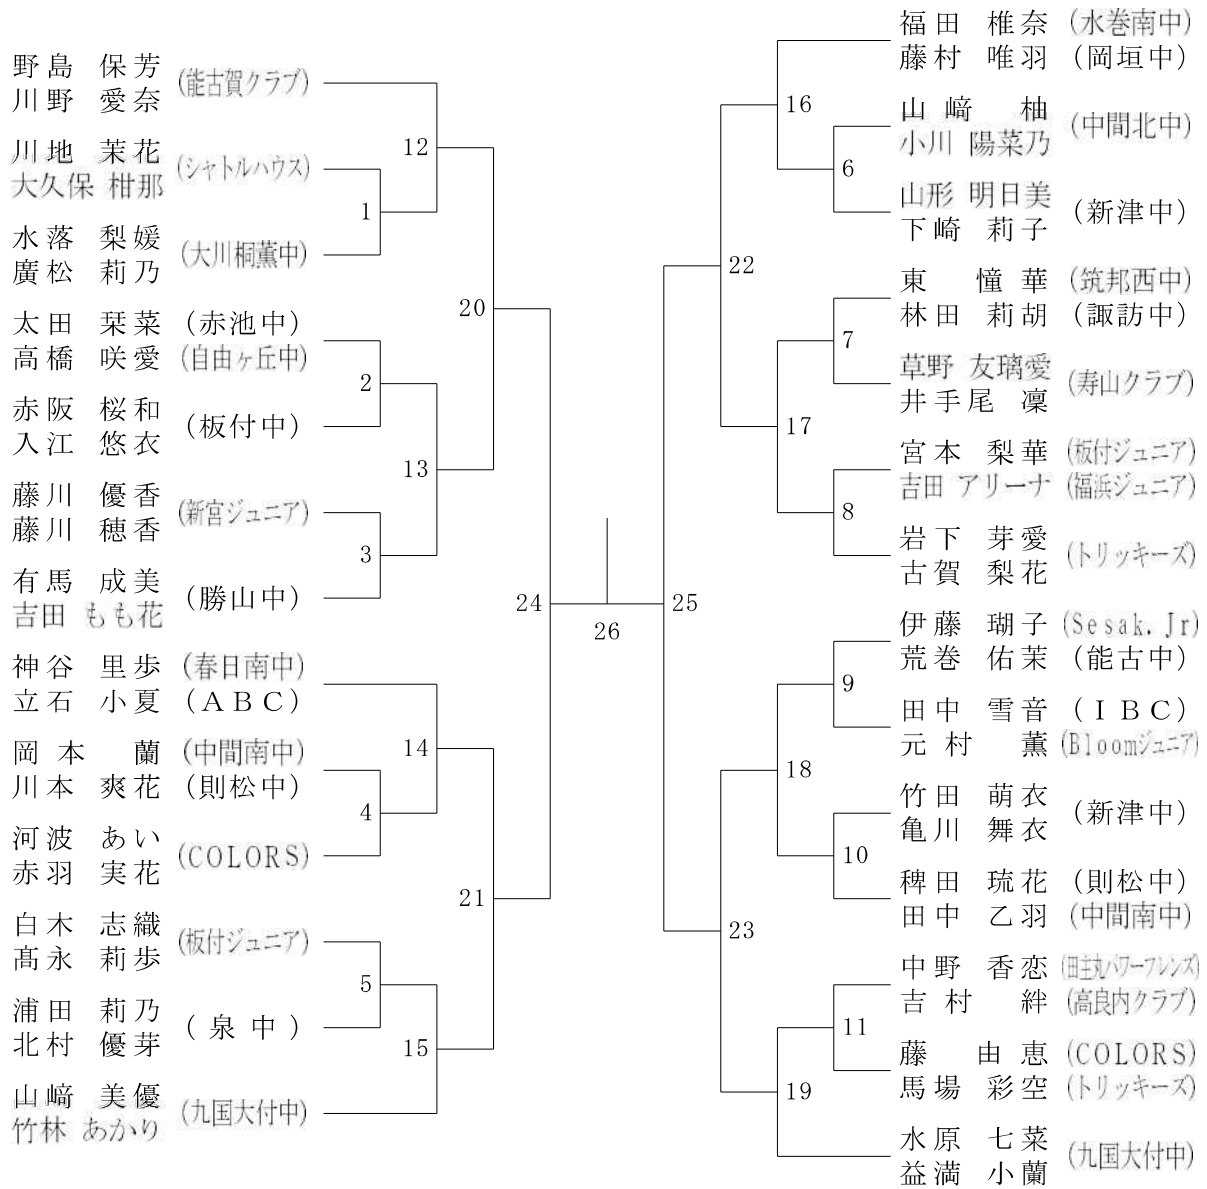 野島 保芳 (能古賀クラブ)
川野 愛奈
川地 茉花 (シャトルハウス)
大久保 柑那
水落 梨媛 (大川桐薫中)
廣松 莉乃
太田 栞菜 (赤池中)
高橋 咲愛 (自由ヶ丘中)
赤阪 桜和 (板付中)
入江 悠衣
藤川 優香 (新宮ジュニア)
藤川 穂香
有馬 成美 (勝山中)
吉田 もも花
神谷 里歩 (春日南中)
立石 小夏 (ABC)
岡本 蘭 (中間南中)
川本 爽花 (則松中)
河波 あい (COLORS)
赤羽 実花
白木 志織 (板付ジュニア)
髙永 莉歩
浦田 莉乃 (泉中)
北村 優芽
山﨑 美優 (九国大付中)
竹林 あかり
12
1
20
2
13
3
24
14
4
21
5
15
26
福田 椎奈 (水巻南中)
藤村 唯羽 (岡垣中)
山﨑 柚 (中間北中)
小川 陽菜乃
山形 明日美 (新津中)
下崎 莉子
東 憧華 (筑邦西中)
林田 莉胡 (諏訪中)
草野 友璃愛 (寿山クラブ)
井手尾 凜
宮本 梨華 (板付ジュニア)
吉田 アリーナ (福浜ジュニア)
岩下 芽愛 (トリッキーズ)
古賀 梨花
伊藤 瑚子 (Sesak.Jr)
荒巻 佑茉 (能古中)
田中 雪音 (IBC)
元村 薫 (Bloomジュニア)
竹田 萌衣 (新津中)
亀川 舞衣
稗田 琉花 (則松中)
田中 乙羽 (中間南中)
中野 香恋 (田主丸パワーフレンズ)
吉村 絆 (高良内クラブ)
藤 由恵 (COLORS)
馬場 彩空 (トリッキーズ)
水原 七菜 (九国大付中)
益満 小蘭
16
6
22
7
17
8
25
9
18
10
23
11
19